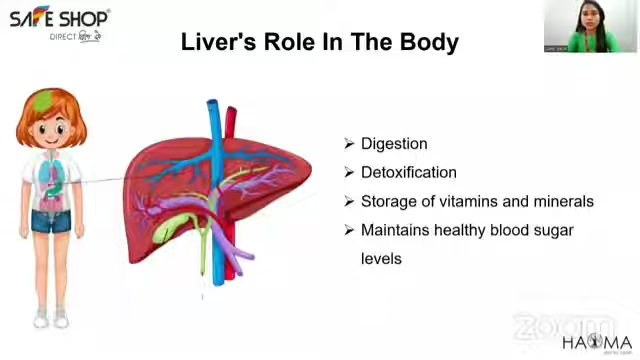 SAFE SHOP
DIRECT दिल से
Liver's Role In The Body
➢ Digestion
➢ Detoxification
➢ Storage of vitamins and minerals
➢ Maintains healthy blood sugar
levels
zoom
HAOMA